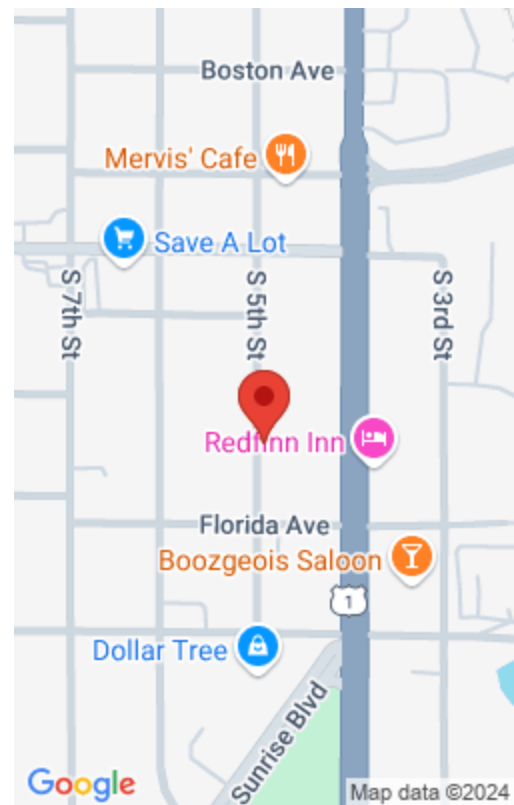 Boston Ave
Mervis' Cafe
Save A Lot
S 7th St
S 5th St
S 3rd St
Redfinn Inn
Florida Ave
Boozgeois Saloon
1
Dollar Tree
Sunrise Blvd
Google
Map data ©2024